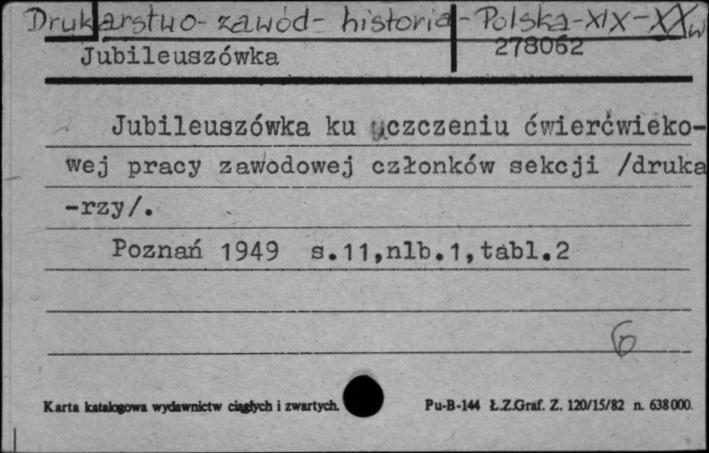 Drukarstwo - zawód - historia - Polska - XIX - XX w
Jubileuszówka 278062
Jubileuszówka ku uczczeniu ćwierćwieko-
wej pracy zawodowej członków sekcji /druka
-rzy/.
Poznań 1949 s.11,nlb.1,tabl.2
6
Karta katalogowa wydawnictw ciągłych i zwartych. Pu-B-144 Ł.Z.Graf. Z. 120/15/82 n. 638000.